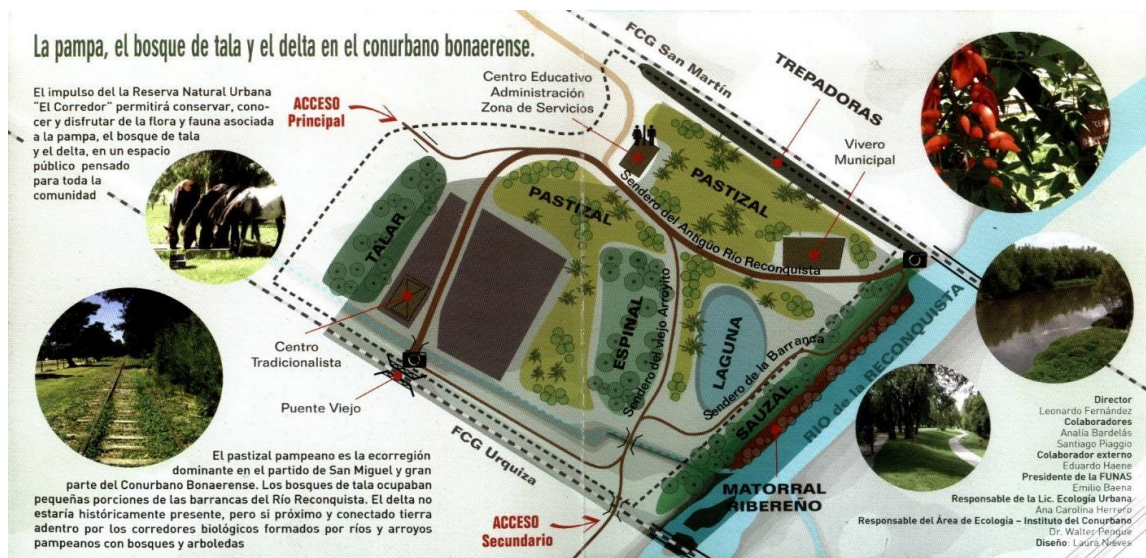 La pampa, el bosque de tala y el delta en el conurbano bonaerense.
El impulso del la Reserva Natural Urbana
"El Corredor" permitirá conservar, cono-
cer y disfrutar de la flora y fauna asociada
a la pampa, el bosque de tala
y el delta, en un espacio
público pensado
para toda la
comunidad
ACCESO
Principal
Centro Educativo
Administración
Zona de Servicios
FCG San Martín
TREPADORAS
Vivero
Municipal
PASTIZAL
PASTIZAL
TALAR
Sendero del Antigüo Río Reconquista
ESPINAL
Sendero del viejo Arroyito
LAGUNA
Sendero de la Barranca
SAUZAL
RIO de la RECONQUISTA
MATORRAL
RIBEREÑO
Centro
Tradicionalista
Puente Viejo
FCG Urquiza
ACCESO
Secundario
El pastizal pampeano es la ecorregión
dominante en el partido de San Miguel y gran
parte del Conurbano Bonaerense. Los bosques de tala ocupaban
pequeñas porciones de las barrancas del Río Reconquista. El delta no
estaría históricamente presente, pero si próximo y conectado tierra
adentro por los corredores biológicos formados por ríos y arroyos
pampeanos con bosques y arboledas
Director
Leonardo Fernández
Colaboradores
Analía Bardelás
Santiago Piaggio
Colaborador externo
Eduardo Haene
Presidente de la FUNAS
Emilio Baena
Responsable de la Lic. Ecología Urbana
Ana Carolina Herrero
Responsable del Área de Ecología – Instituto del Conurbano
Dr. Walter Pengue
Diseño: Laura Nieves